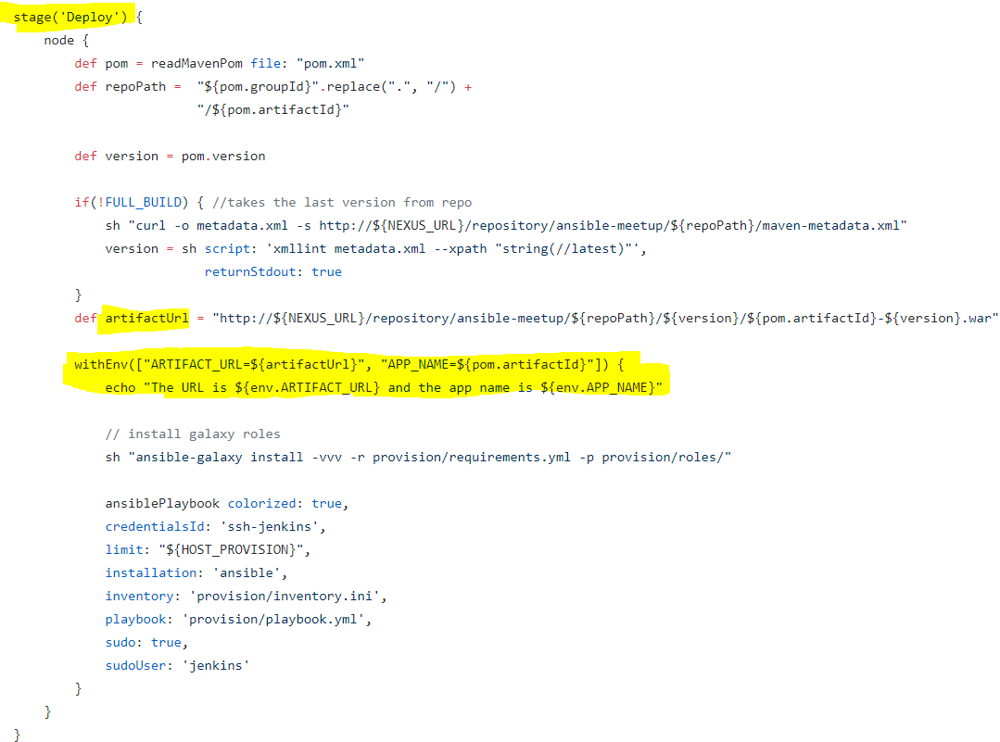 stage('Deploy') {
node {
def pom = readMavenPom file: "pom.xml"
def repoPath = "${pom.groupId}".replace(".", "/") +
"/${pom.artifactId}"
def version = pom.version
if(!FULL_BUILD) { //takes the last version from repo
sh "curl -o metadata.xml -s http://${NEXUS_URL}/repository/ansible-meetup/${repoPath}/maven-metadata.xml"
version = sh script: 'xmllint metadata.xml --xpath "string(//latest)"',
returnStdout: true
}
def artifactUrl = "http://${NEXUS_URL}/repository/ansible-meetup/${repoPath}/${version}/${pom.artifactId}-${version}.war"
withEnv(["ARTIFACT_URL=${artifactUrl}", "APP_NAME=${pom.artifactId}"]) {
echo "The URL is ${env.ARTIFACT_URL} and the app name is ${env.APP_NAME}"
// install galaxy roles
sh "ansible-galaxy install -vvv -r provision/requirements.yml -p provision/roles/"
ansiblePlaybook colorized: true,
credentialsId: 'ssh-jenkins',
limit: "${HOST_PROVISION}",
installation: 'ansible',
inventory: 'provision/inventory.ini',
playbook: 'provision/playbook.yml',
sudo: true,
sudoUser: 'jenkins'
}
}
}